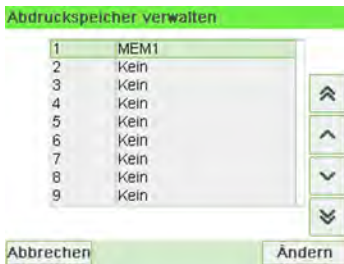 Abdruckspeicher verwalten
1 MEM1
2 Kein
3 Kein
4 Kein
5 Kein
6 Kein
7 Kein
8 Kein
9 Kein
Abbrechen Ändern